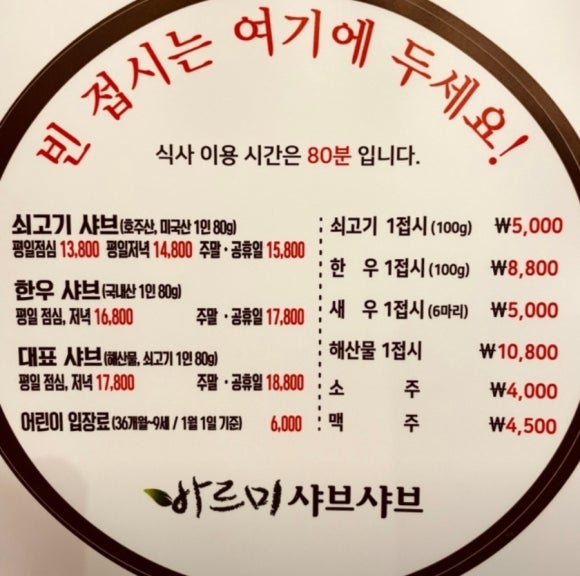 빈 접시는 여기에 두세요!
식사 이용 시간은 80분 입니다.
쇠고기 샤브(호주산, 미국산 1인 80g)
평일점심 13,800 평일저녁 14,800 주말·공휴일 15,800
한우 샤브(국내산 1인 80g)
평일 점심, 저녁 16,800 주말·공휴일 17,800
대표 샤브(해산물, 쇠고기 1인 80g)
평일 점심, 저녁 17,800 주말·공휴일 18,800
어린이 입장료(36개월~9세 / 1월 1일 기준) 6,000
쇠고기 1접시(100g) ₩5,000
한 우 1접시(100g) ₩8,800
새 우 1접시(6마리) ₩5,000
해산물 1접시 ₩10,800
소 주 ₩4,000
맥 주 ₩4,500
바르미 샤브샤브